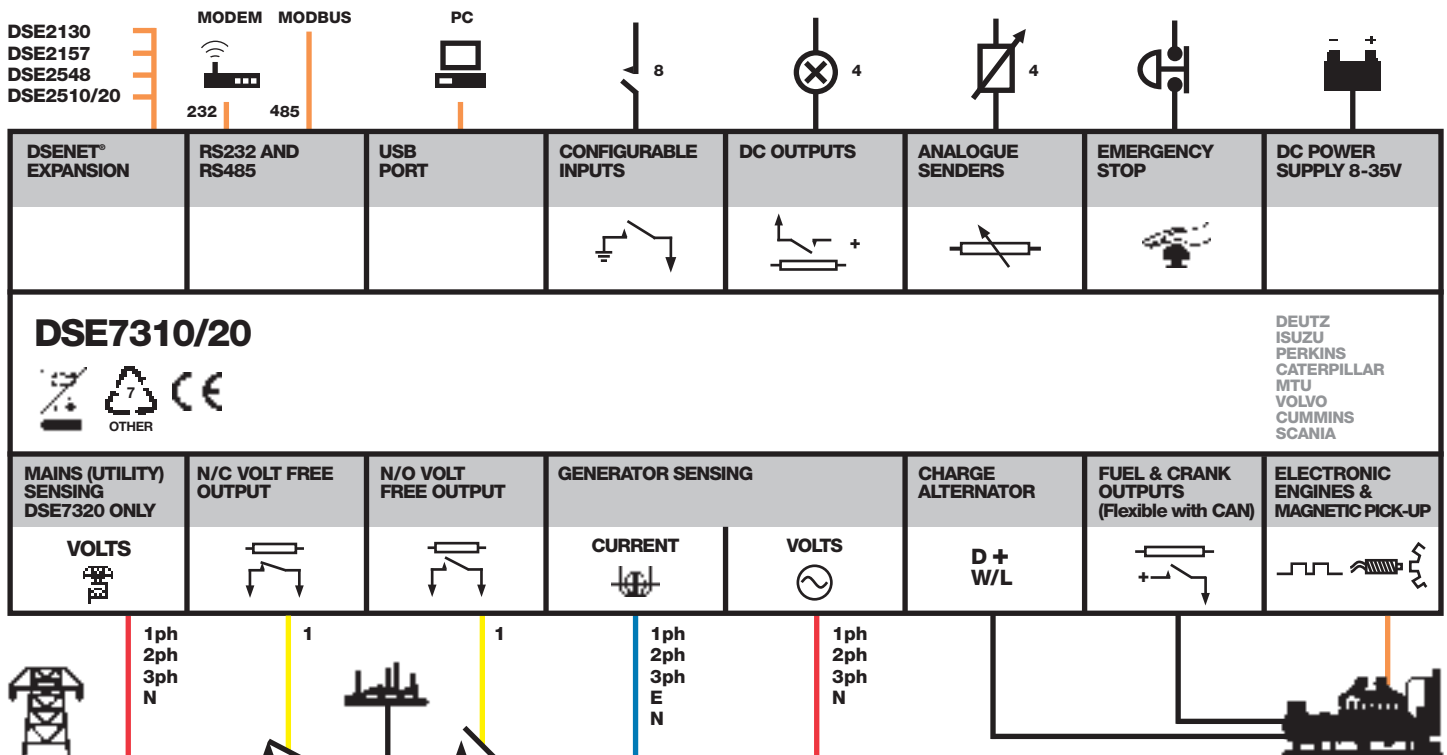 DSE2130
DSE2157
DSE2548
DSE2510/20
MODEM MODBUS
232 485
PC
8
4
4
- +
DSENET®
EXPANSION
RS232 AND
RS485
USB
PORT
CONFIGURABLE
INPUTS
DC OUTPUTS
ANALOGUE
SENDERS
EMERGENCY
STOP
DC POWER
SUPPLY 8-35V
+
DSE7310/20
7
OTHER
CE
DEUTZ
ISUZU
PERKINS
CATERPILLAR
MTU
VOLVO
CUMMINS
SCANIA
MAINS (UTILITY)
SENSING
DSE7320 ONLY
VOLTS
N/C VOLT FREE
OUTPUT
N/O VOLT
FREE OUTPUT
GENERATOR SENSING
CURRENT
VOLTS
CHARGE
ALTERNATOR
D +
W/L
FUEL & CRANK
OUTPUTS
(Flexible with CAN)
+
ELECTRONIC
ENGINES &
MAGNETIC PICK-UP
1ph
2ph
3ph
N
1
1
1ph
2ph
3ph
E
N
1ph
2ph
3ph
N